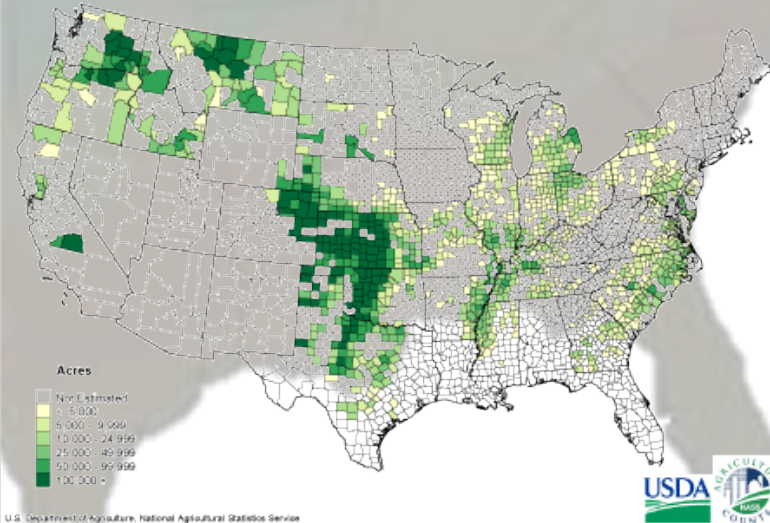 Acres
Not Estimated
< 5 000
5 000 - 9 999
10 000 - 24 999
25 000 - 49 999
50 000 - 99 999
100 000 +
U.S. Department of Agriculture, National Agricultural Statistics Service
USDA
AGRICULTURE
NASS
COUNTS